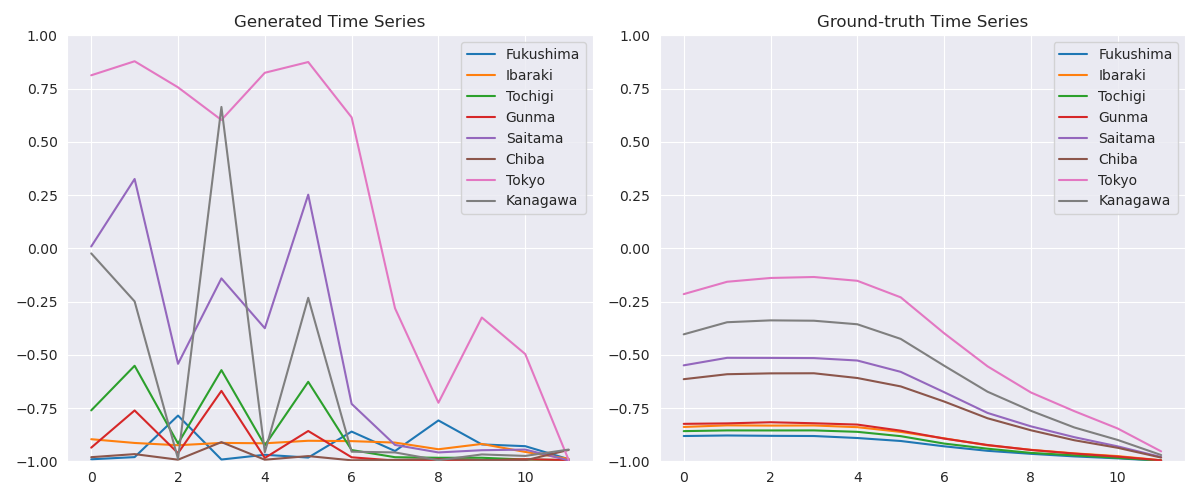 Generated Time Series
1.00
0.75
0.50
0.25
0.00
−0.25
−0.50
−0.75
−1.00
0 2 4 6 8 10
Fukushima
Ibaraki
Tochigi
Gunma
Saitama
Chiba
Tokyo
Kanagawa
Ground-truth Time Series
1.00
0.75
0.50
0.25
0.00
−0.25
−0.50
−0.75
−1.00
0 2 4 6 8 10
Fukushima
Ibaraki
Tochigi
Gunma
Saitama
Chiba
Tokyo
Kanagawa